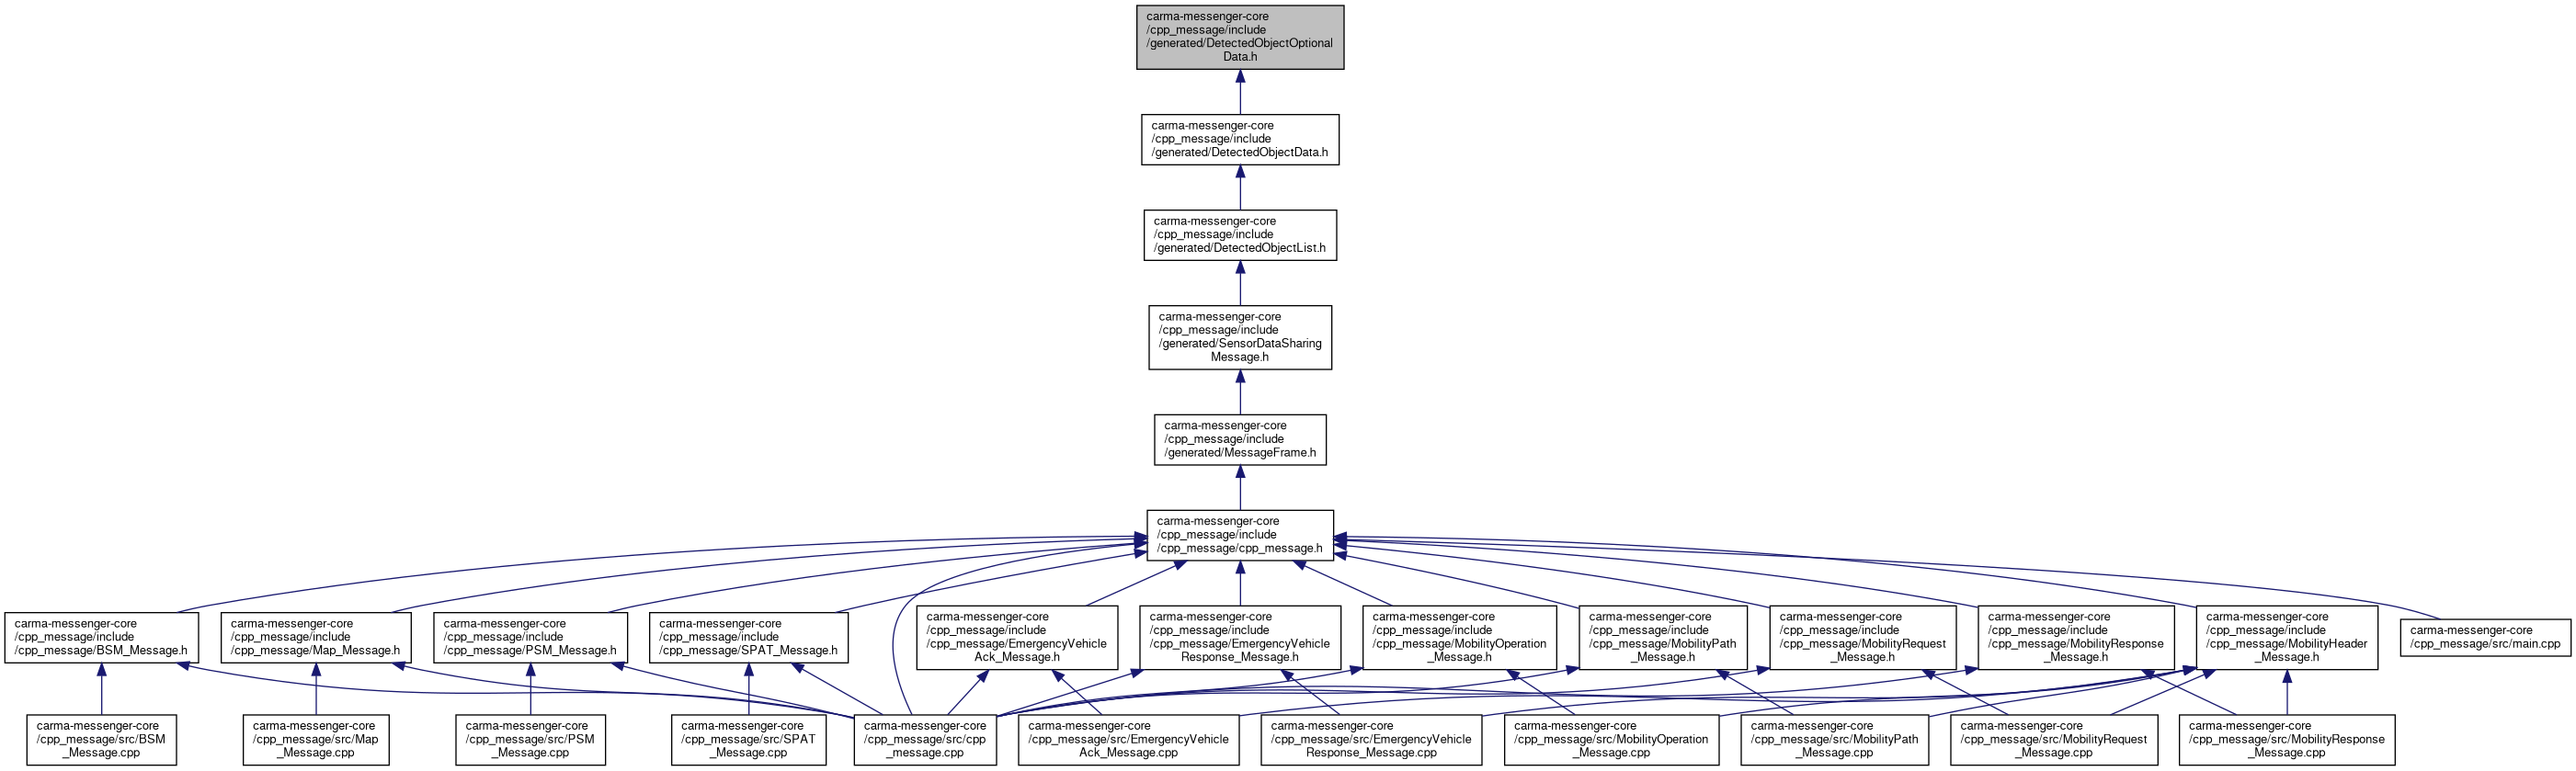 carma-messenger-core
/cpp_message/include
/generated/DetectedObjectOptional
Data.h
carma-messenger-core
/cpp_message/include
/generated/DetectedObjectData.h
carma-messenger-core
/cpp_message/include
/generated/DetectedObjectList.h
carma-messenger-core
/cpp_message/include
/generated/SensorDataSharing
Message.h
carma-messenger-core
/cpp_message/include
/generated/MessageFrame.h
carma-messenger-core
/cpp_message/include
/cpp_message/cpp_message.h
carma-messenger-core
/cpp_message/include
/cpp_message/BSM_Message.h
carma-messenger-core
/cpp_message/include
/cpp_message/Map_Message.h
carma-messenger-core
/cpp_message/include
/cpp_message/PSM_Message.h
carma-messenger-core
/cpp_message/include
/cpp_message/SPAT_Message.h
carma-messenger-core
/cpp_message/include
/cpp_message/EmergencyVehicle
Ack_Message.h
carma-messenger-core
/cpp_message/include
/cpp_message/EmergencyVehicle
Response_Message.h
carma-messenger-core
/cpp_message/include
/cpp_message/MobilityOperation
_Message.h
carma-messenger-core
/cpp_message/include
/cpp_message/MobilityPath
_Message.h
carma-messenger-core
/cpp_message/include
/cpp_message/MobilityRequest
_Message.h
carma-messenger-core
/cpp_message/include
/cpp_message/MobilityResponse
_Message.h
carma-messenger-core
/cpp_message/include
/cpp_message/MobilityHeader
_Message.h
carma-messenger-core
/cpp_message/src/main.cpp
carma-messenger-core
/cpp_message/src/BSM
_Message.cpp
carma-messenger-core
/cpp_message/src/Map
_Message.cpp
carma-messenger-core
/cpp_message/src/PSM
_Message.cpp
carma-messenger-core
/cpp_message/src/SPAT
_Message.cpp
carma-messenger-core
/cpp_message/src/cpp
_message.cpp
carma-messenger-core
/cpp_message/src/EmergencyVehicle
Ack_Message.cpp
carma-messenger-core
/cpp_message/src/EmergencyVehicle
Response_Message.cpp
carma-messenger-core
/cpp_message/src/MobilityOperation
_Message.cpp
carma-messenger-core
/cpp_message/src/MobilityPath
_Message.cpp
carma-messenger-core
/cpp_message/src/MobilityRequest
_Message.cpp
carma-messenger-core
/cpp_message/src/MobilityResponse
_Message.cpp